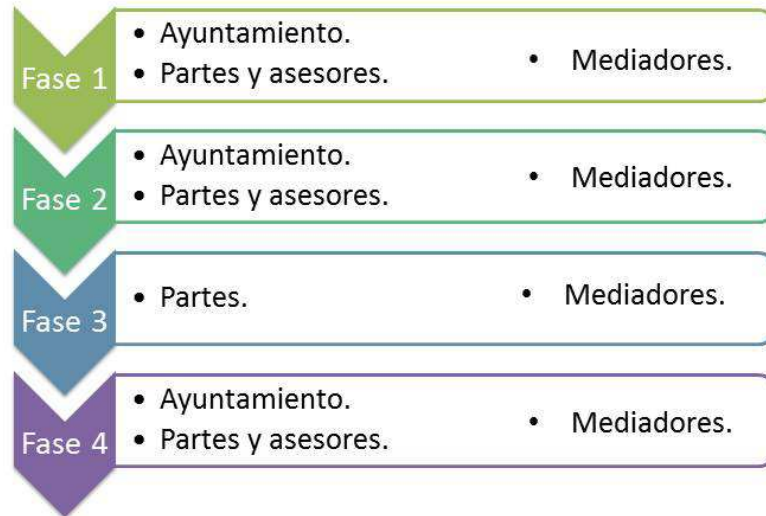 Fase 1
• Ayuntamiento.
• Partes y asesores.
• Mediadores.
Fase 2
• Ayuntamiento.
• Partes y asesores.
• Mediadores.
Fase 3
• Partes.
• Mediadores.
Fase 4
• Ayuntamiento.
• Partes y asesores.
• Mediadores.